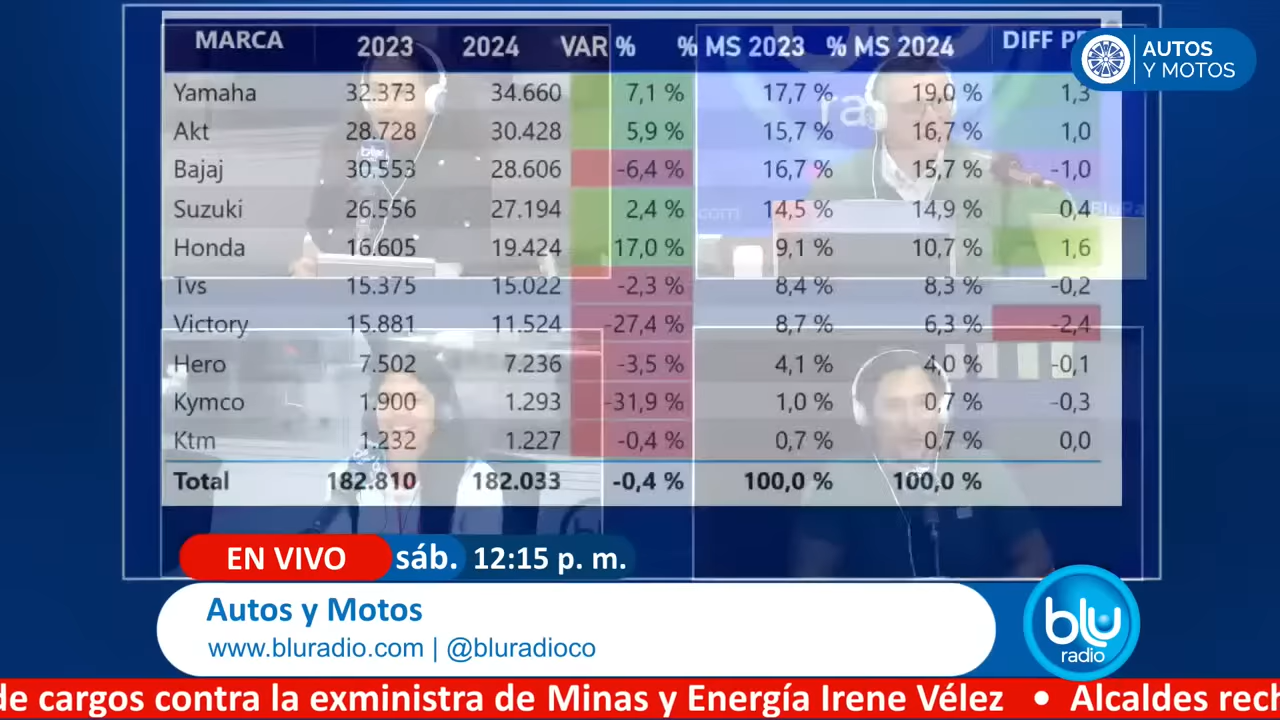 MARCA 2023 2024 VAR % % MS 2023 % MS 2024 DIFF
AUTOS
Y MOTOS
Yamaha 32.373 34.660 7,1 % 17,7 % 19,0 % 1,3
Akt 28.728 30.428 5,9 % 15,7 % 16,7 % 1,0
Bajaj 30.553 28.606 -6,4 % 16,7 % 15,7 % -1,0
Suzuki 26.556 27.194 2,4 % 14,5 % 14,9 % 0,4
Honda 16.605 19.424 17,0 % 9,1 % 10,7 % 1,6
Tvs 15.375 15.022 -2,3 % 8,4 % 8,3 % -0,2
Victory 15.881 11.524 -27,4 % 8,7 % 6,3 % -2,4
Hero 7.502 7.236 -3,5 % 4,1 % 4,0 % -0,1
Kymco 1.900 1.293 -31,9 % 1,0 % 0,7 % -0,3
Ktm 1.232 1.227 -0,4 % 0,7 % 0,7 % 0,0
Total 182.810 182.033 -0,4 % 100,0 % 100,0 %
EN VIVO sáb. 12:15 p. m.
Autos y Motos
www.bluradio.com | @bluradioco
blu
radio
de cargos contra la exministra de Minas y Energía Irene Vélez • Alcaldes rech